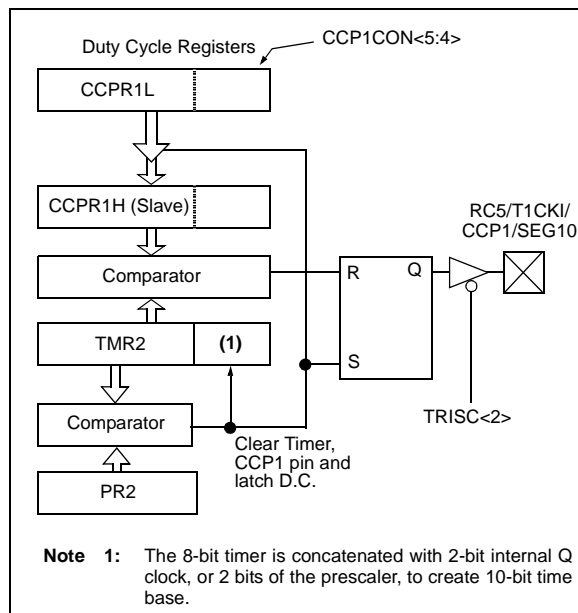 Duty Cycle Registers
CCP1CON<5:4>
CCPR1L
CCPR1H (Slave)
RC5/T1CKI/
CCP1/SEG10
Comparator
R
Q
TMR2
(1)
S
Comparator
TRISC<2>
Clear Timer,
CCP1 pin and
latch D.C.
PR2
Note 1: The 8-bit timer is concatenated with 2-bit internal Q
clock, or 2 bits of the prescaler, to create 10-bit time
base.